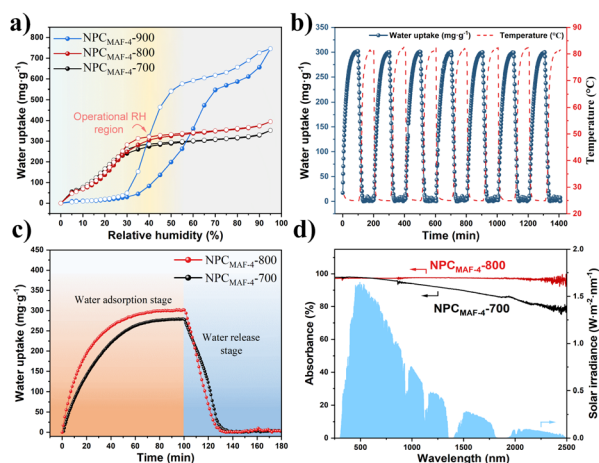 a)
NPC_MAF-4-900
NPC_MAF-4-800
NPC_MAF-4-700
Operational RH
region
Water uptake (mg·g⁻¹)
800
700
600
500
400
300
200
100
0
0 10 20 30 40 50 60 70 80 90 100
Relative humidity (%)
b)
Water uptake (mg·g⁻¹)
Temperature (°C)
Water uptake (mg·g⁻¹)
350
300
250
200
150
100
50
0
0 200 400 600 800 1000 1200 1400
Time (min)
90
80
70
60
50
40
30
20
Temperature (°C)
c)
NPC_MAF-4-800
NPC_MAF-4-700
Water adsorption stage
Water release
stage
Water uptake (mg·g⁻¹)
450
400
350
300
250
200
150
100
50
0
0 20 40 60 80 100 120 140 160 180
Time (min)
d)
NPC_MAF-4-800
NPC_MAF-4-700
Absorbance (%)
100
80
60
40
20
0
500 1000 1500 2000 2500
Wavelength (nm)
2.0
1.5
1.0
0.5
0.0
Solar irradiance (W·m⁻²·nm⁻¹)